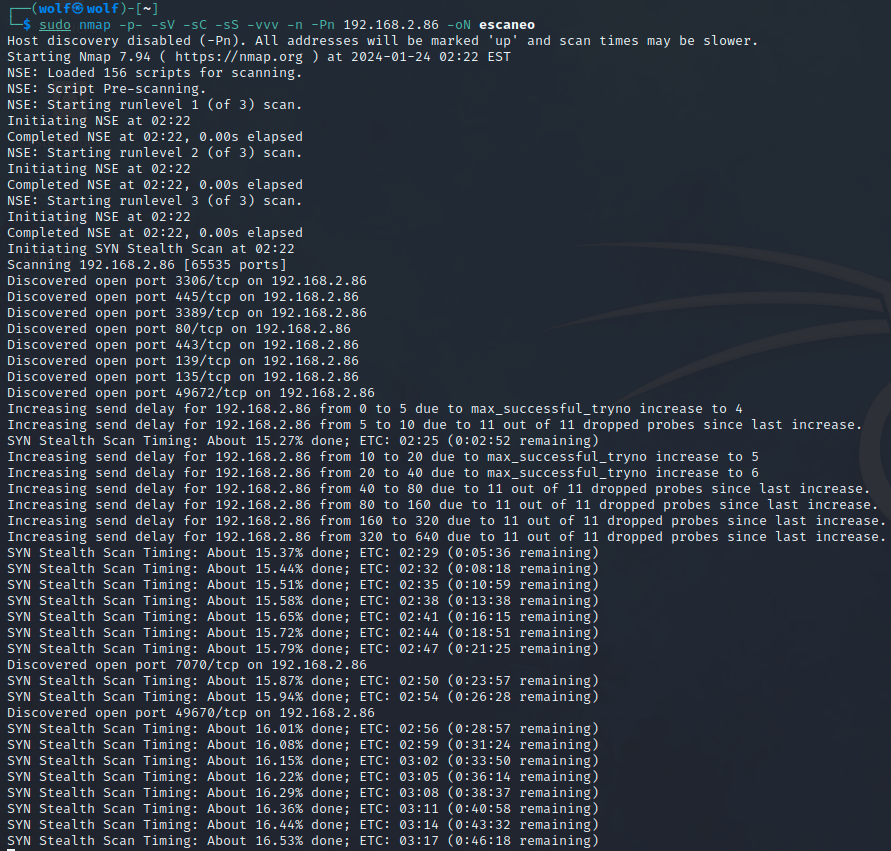 ┌──(wolf㉿wolf)-[~]
└─$ sudo nmap -p- -sV -sC -sS -vvv -n -Pn 192.168.2.86 -oN escaneo
Host discovery disabled (-Pn). All addresses will be marked 'up' and scan times may be slower.
Starting Nmap 7.94 ( https://nmap.org ) at 2024-01-24 02:22 EST
NSE: Loaded 156 scripts for scanning.
NSE: Script Pre-scanning.
NSE: Starting runlevel 1 (of 3) scan.
Initiating NSE at 02:22
Completed NSE at 02:22, 0.00s elapsed
NSE: Starting runlevel 2 (of 3) scan.
Initiating NSE at 02:22
Completed NSE at 02:22, 0.00s elapsed
NSE: Starting runlevel 3 (of 3) scan.
Initiating NSE at 02:22
Completed NSE at 02:22, 0.00s elapsed
Initiating SYN Stealth Scan at 02:22
Scanning 192.168.2.86 [65535 ports]
Discovered open port 3306/tcp on 192.168.2.86
Discovered open port 445/tcp on 192.168.2.86
Discovered open port 3389/tcp on 192.168.2.86
Discovered open port 80/tcp on 192.168.2.86
Discovered open port 443/tcp on 192.168.2.86
Discovered open port 139/tcp on 192.168.2.86
Discovered open port 135/tcp on 192.168.2.86
Discovered open port 49672/tcp on 192.168.2.86
Increasing send delay for 192.168.2.86 from 0 to 5 due to max_successful_tryno increase to 4
Increasing send delay for 192.168.2.86 from 5 to 10 due to 11 out of 11 dropped probes since last increase.
SYN Stealth Scan Timing: About 15.27% done; ETC: 02:25 (0:02:52 remaining)
Increasing send delay for 192.168.2.86 from 10 to 20 due to max_successful_tryno increase to 5
Increasing send delay for 192.168.2.86 from 20 to 40 due to max_successful_tryno increase to 6
Increasing send delay for 192.168.2.86 from 40 to 80 due to 11 out of 11 dropped probes since last increase.
Increasing send delay for 192.168.2.86 from 80 to 160 due to 11 out of 11 dropped probes since last increase.
Increasing send delay for 192.168.2.86 from 160 to 320 due to 11 out of 11 dropped probes since last increase.
Increasing send delay for 192.168.2.86 from 320 to 640 due to 11 out of 11 dropped probes since last increase.
SYN Stealth Scan Timing: About 15.37% done; ETC: 02:29 (0:05:36 remaining)
SYN Stealth Scan Timing: About 15.44% done; ETC: 02:32 (0:08:18 remaining)
SYN Stealth Scan Timing: About 15.51% done; ETC: 02:35 (0:10:59 remaining)
SYN Stealth Scan Timing: About 15.58% done; ETC: 02:38 (0:13:38 remaining)
SYN Stealth Scan Timing: About 15.65% done; ETC: 02:41 (0:16:15 remaining)
SYN Stealth Scan Timing: About 15.72% done; ETC: 02:44 (0:18:51 remaining)
SYN Stealth Scan Timing: About 15.79% done; ETC: 02:47 (0:21:25 remaining)
Discovered open port 7070/tcp on 192.168.2.86
SYN Stealth Scan Timing: About 15.87% done; ETC: 02:50 (0:23:57 remaining)
SYN Stealth Scan Timing: About 15.94% done; ETC: 02:54 (0:26:28 remaining)
Discovered open port 49670/tcp on 192.168.2.86
SYN Stealth Scan Timing: About 16.01% done; ETC: 02:56 (0:28:57 remaining)
SYN Stealth Scan Timing: About 16.08% done; ETC: 02:59 (0:31:24 remaining)
SYN Stealth Scan Timing: About 16.15% done; ETC: 03:02 (0:33:50 remaining)
SYN Stealth Scan Timing: About 16.22% done; ETC: 03:05 (0:36:14 remaining)
SYN Stealth Scan Timing: About 16.29% done; ETC: 03:08 (0:38:37 remaining)
SYN Stealth Scan Timing: About 16.36% done; ETC: 03:11 (0:40:58 remaining)
SYN Stealth Scan Timing: About 16.44% done; ETC: 03:14 (0:43:32 remaining)
SYN Stealth Scan Timing: About 16.53% done; ETC: 03:17 (0:46:18 remaining)